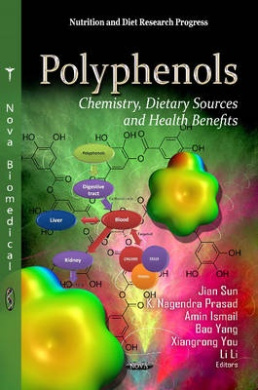 Nutrition and Diet Research Progress
Polyphenols
Chemistry, Dietary Sources
and Health Benefits
Nova Biomedical
Polyphenols
Digestive
tract
Liver
Blood
Kidney
Jian Sun
K. Nagendra Prasad
Amin Ismail
Bao Yang
Xiangrong You
Li Li
Editors
NOVA